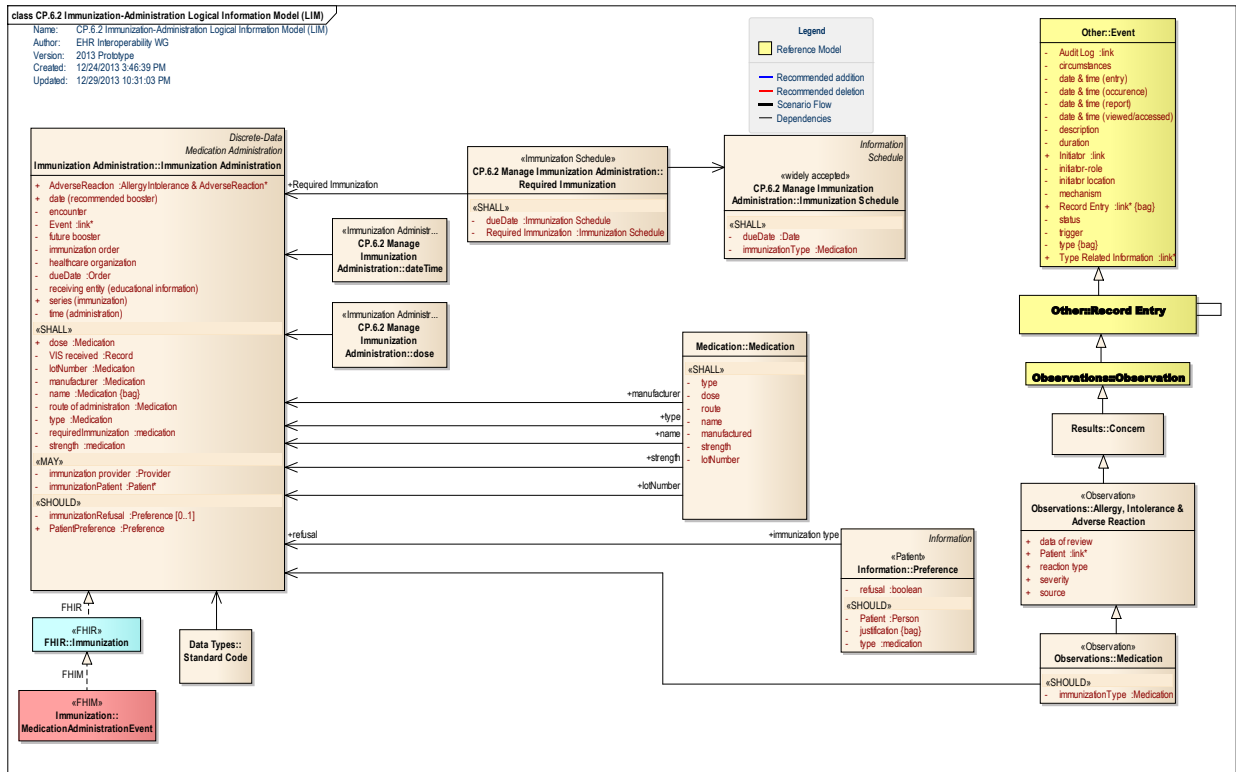 class CP.6.2 Immunization-Administration Logical Information Model (LIM)
Name: CP.6.2 Immunization-Administration Logical Information Model (LIM)
Author: EHR Interoperability WG
Version: 2013 Prototype
Created: 12/24/2013 3:46:39 PM
Updated: 12/29/2013 10:31:03 PM
Legend
Reference Model
Recommended addition
Recommended deletion
Scenario Flow
Dependencies
Other::Event
- Audit Log :link
- circumstances
- date & time (entry)
- date & time (occurence)
- date & time (report)
- date & time (viewed/accessed)
- description
- duration
+ Initiator :link
- initiator-role
- initiator location
- mechanism
+ Record Entry :link* {bag}
- status
- trigger
- type {bag}
+ Type Related Information :link*
Other::Record Entry
Observations::Observation
Results::Concern
«Observation»
Observations::Allergy, Intolerance &
Adverse Reaction
+ data of review
+ Patient :link*
+ reaction type
+ severity
+ source
«Observation»
Observations::Medication
«SHOULD»
- immunizationType :Medication
Discrete-Data
Medication Administration
Immunization Administration::Immunization Administration
+ AdverseReaction :AllergyIntolerance & AdverseReaction*
+ date (recommended booster)
- encounter
- Event :link*
- future booster
- immunization order
- healthcare organization
- dueDate :Order
- receiving entity (educational information)
+ series (immunization)
- time (administration)
«SHALL»
+ dose :Medication
- VIS received :Record
- lotNumber :Medication
- manufacturer :Medication
- name :Medication {bag}
- route of administration :Medication
- type :Medication
- requiredImmunization :medication
- strength :medication
«MAY»
- immunization provider :Provider
- immunizationPatient :Patient*
«SHOULD»
- immunizationRefusal :Preference [0..1]
+ PatientPreference :Preference
+Required Immunization
«Immunization Schedule»
CP.6.2 Manage Immunization Administration::
Required Immunization
«SHALL»
- dueDate :Immunization Schedule
- Required Immunization :Immunization Schedule
Information
Schedule
«widely accepted»
CP.6.2 Manage Immunization
Administration::Immunization Schedule
«SHALL»
- dueDate :Date
- immunizationType :Medication
«Immunization Administr...
CP.6.2 Manage
Immunization
Administration::dateTime
«Immunization Administr...
CP.6.2 Manage
Immunization
Administration::dose
Medication::Medication
«SHALL»
- type
- dose
- route
- name
- manufactured
- strength
- lotNumber
+manufacturer
+type
+name
+strength
+lotNumber
+refusal
+immunization type
Information
«Patient»
Information::Preference
- refusal :boolean
«SHOULD»
- Patient :Person
- justification {bag}
- type :medication
FHIR
«FHIR»
FHIR::Immunization
FHIM
«FHIM»
Immunization::
MedicationAdministrationEvent
Data Types::
Standard Code